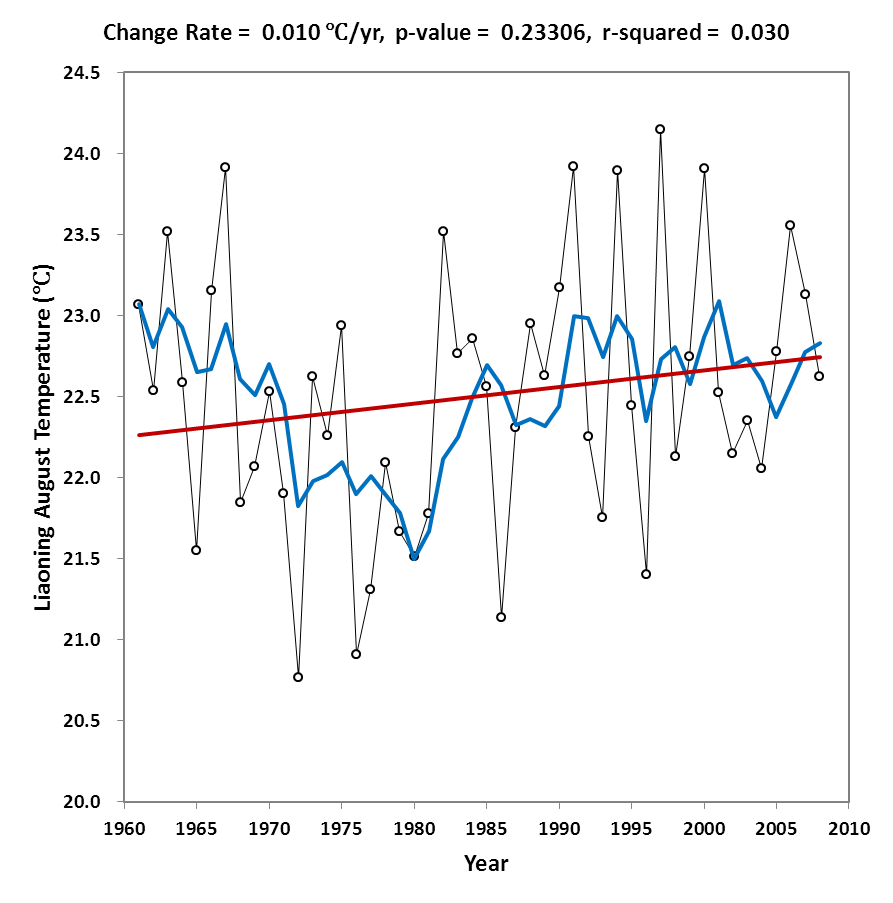 Change Rate = 0.010 ℃/yr, p-value = 0.23306, r-squared = 0.030
24.5
24.0
23.5
23.0
22.5
22.0
21.5
21.0
20.5
20.0
Liaoning August Temperature (℃)
1960 1965 1970 1975 1980 1985 1990 1995 2000 2005 2010
Year